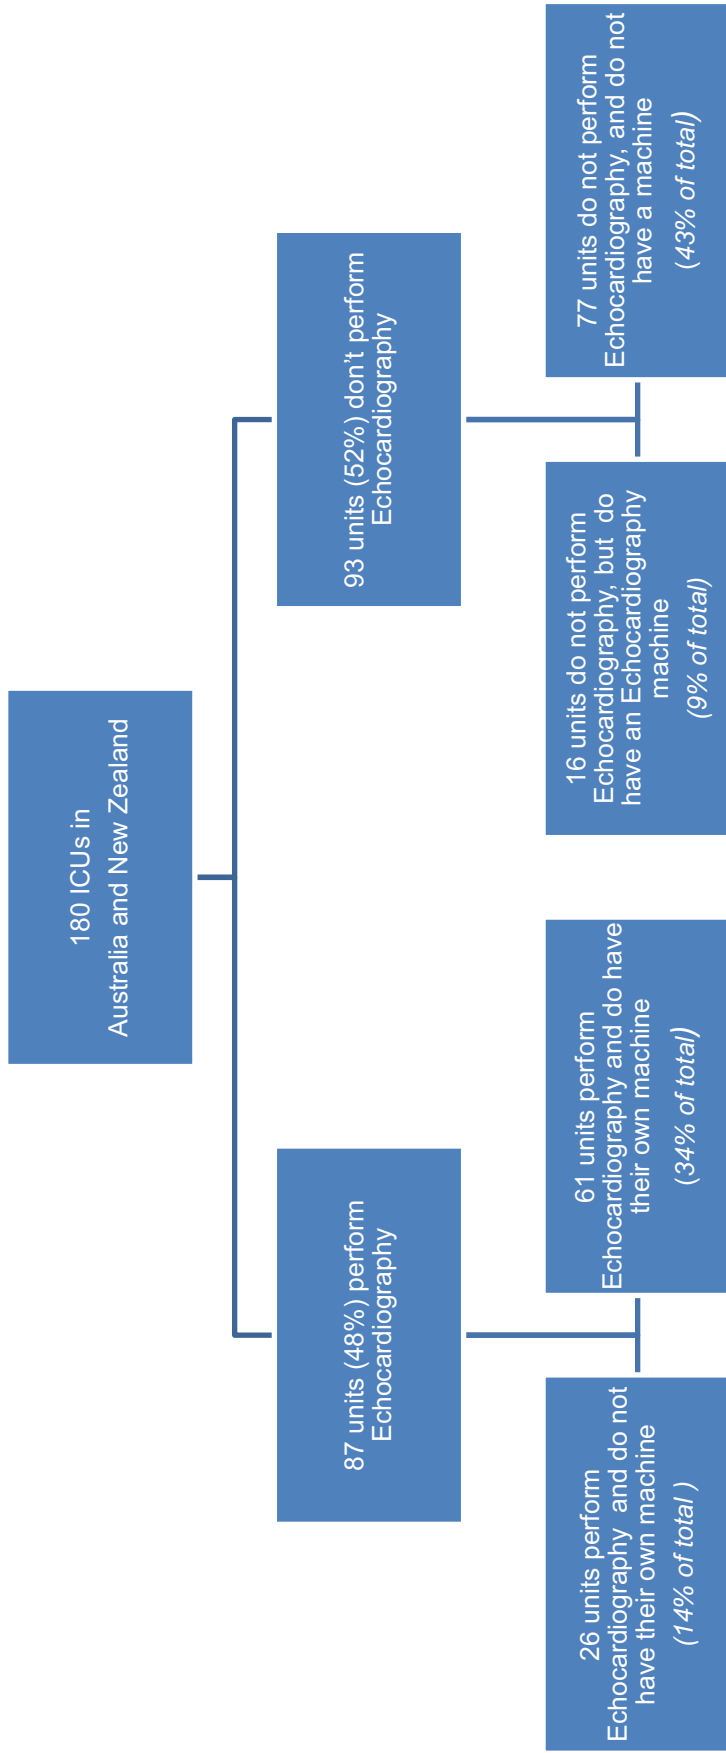 180 ICUs in
Australia and New Zealand
87 units (48%) perform
Echocardiography
93 units (52%) don't perform
Echocardiography
26 units perform
Echocardiography and do not
have their own machine
(14% of total )
61 units perform
Echocardiography and do have
their own machine
(34% of total)
16 units do not perform
Echocardiography, but do
have an Echocardiography
machine
(9% of total)
77 units do not perform
Echocardiography, and do not
have a machine
(43% of total)